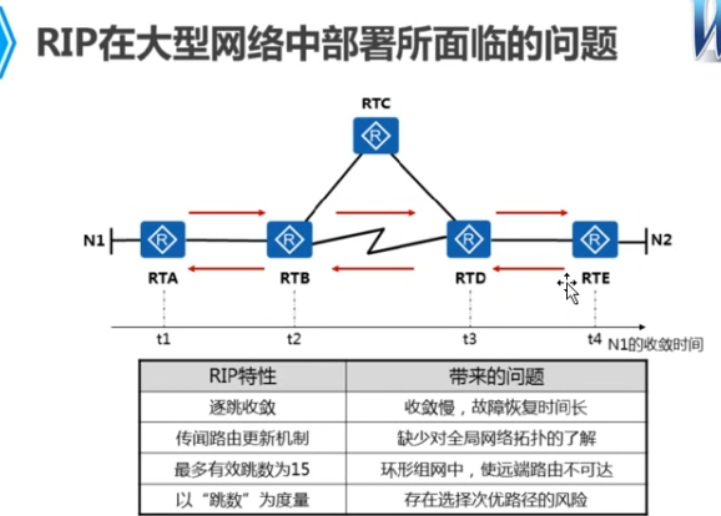 RIP在大型网络中部署所面临的问题
RTC
N1
N2
RTA
RTB
RTD
RTE
t1
t2
t3
t4
N1的收敛时间
RIP特性
带来的问题
逐跳收敛
收敛慢，故障恢复时间长
传闻路由更新机制
缺少对全局网络拓扑的了解
最多有效跳数为15
环形组网中，使远端路由不可达
以“跳数”为度量
存在选择次优路径的风险